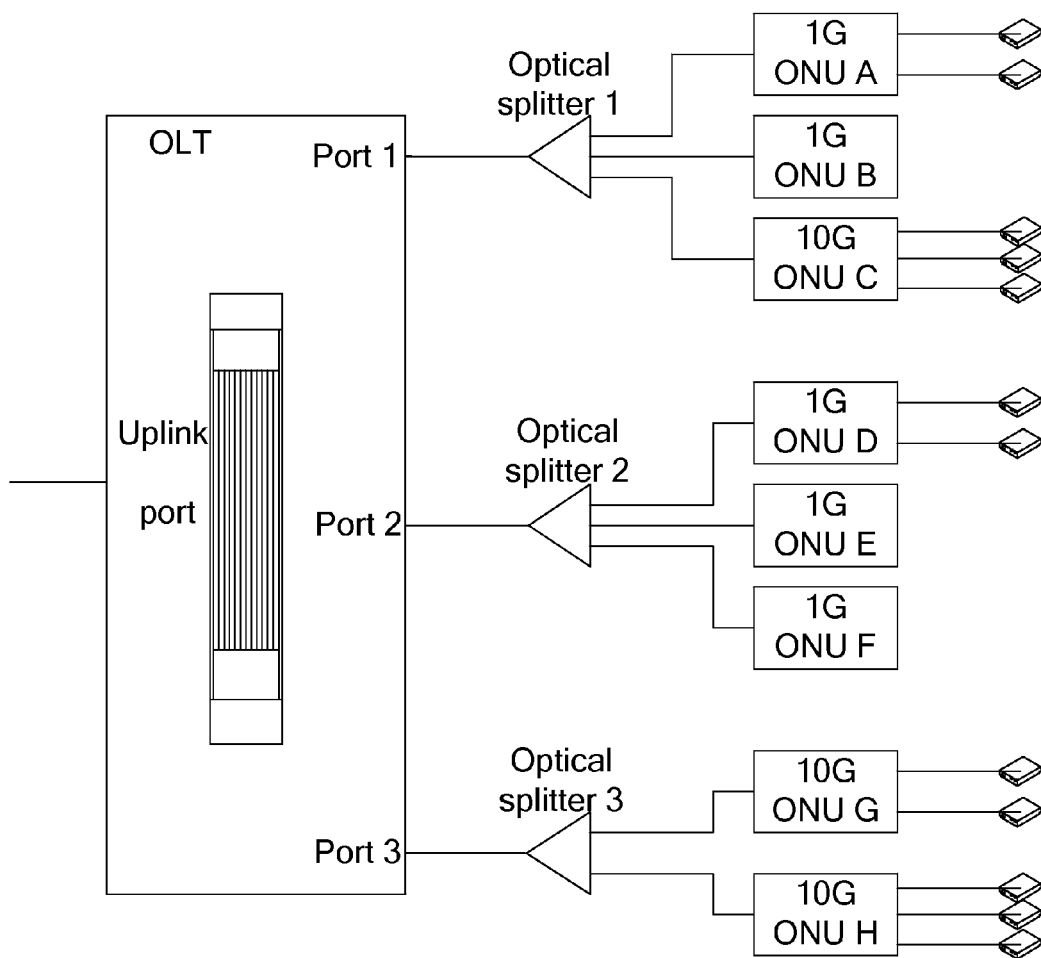 OLT
Uplink
port
Port 1
Port 2
Port 3
Optical
splitter 1
1G
ONU A
1G
ONU B
10G
ONU C
Optical
splitter 2
1G
ONU D
1G
ONU E
1G
ONU F
Optical
splitter 3
10G
ONU G
10G
ONU H